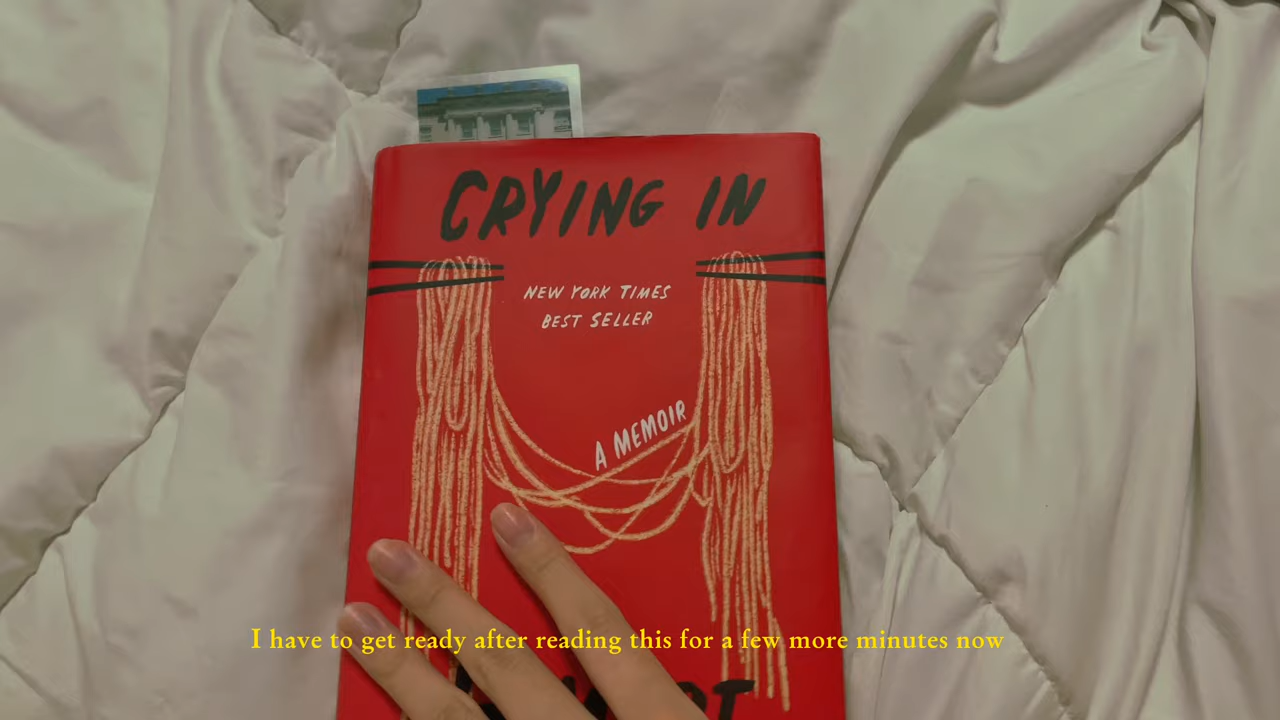 CRYING IN
NEW YORK TIMES
BEST SELLER
A MEMOIR
I have to get ready after reading this for a few more minutes now